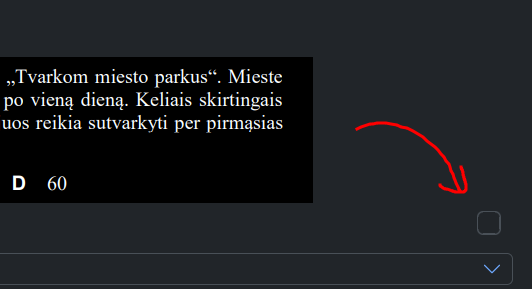 „Tvarkom miesto parkus“. Mieste
po vieną dieną. Keliais skirtingais
uos reikia sutvarkyti per pirmąsias
D 60